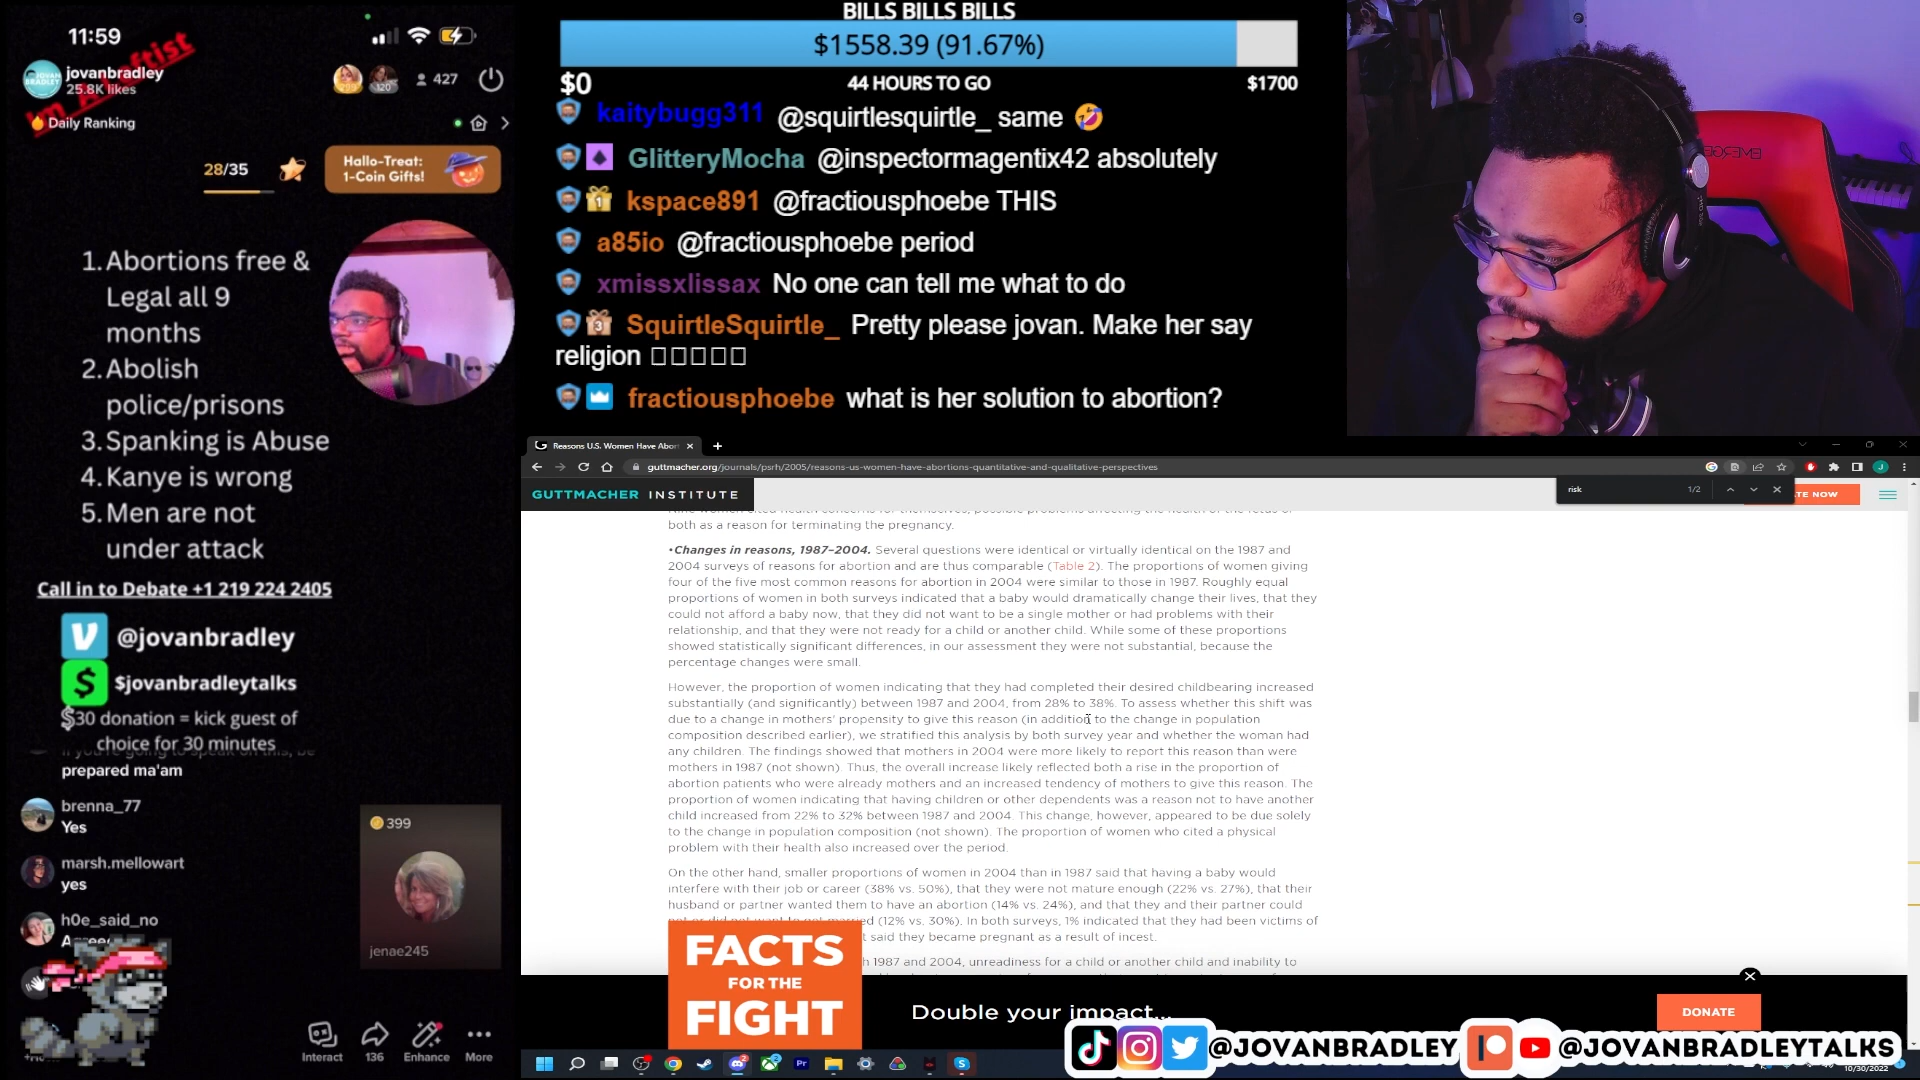 11:59
I'm A Leftist
jovanbradley
25.8K likes
120
427
Daily Ranking
28/35
Hallo-Treat:
1-Coin Gifts!
1. Abortions free &
Legal all 9
months
2. Abolish
police/prisons
3. Spanking is Abuse
4. Kanye is wrong
5. Men are not
under attack
Call in to Debate +1 219 224 2405
@jovanbradley
$jovanbradleytalks
$30 donation = kick guest of
choice for 30 minutes
prepared ma'am
brenna_77
Yes
marsh.mellowart
yes
h0e_said_no
399
jenae245
Interact
136
Enhance
More
BILLS BILLS BILLS
$1558.39 (91.67%)
$0
44 HOURS TO GO
$1700
kaitybugg311 @squirtlesquirtle_ same 🤣
GlitteryMocha @inspectormagentix42 absolutely
kspace891 @fractiousphoebe THIS
a85io @fractiousphoebe period
xmissxlissax No one can tell me what to do
SquirtleSquirtle_ Pretty please jovan. Make her say
religion □□□□□
fractiousphoebe what is her solution to abortion?
Reasons U.S. Women Have Abor
guttmacher.org/journals/psrh/2005/reasons-us-women-have-abortions-quantitative-and-qualitative-perspectives
GUTTMACHER INSTITUTE
risk
1/2
TE NOW
both as a reason for terminating the pregnancy.
•Changes in reasons, 1987–2004. Several questions were identical or virtually identical on the 1987 and
2004 surveys of reasons for abortion and are thus comparable (Table 2). The proportions of women giving
four of the five most common reasons for abortion in 2004 were similar to those in 1987. Roughly equal
proportions of women in both surveys indicated that a baby would dramatically change their lives, that they
could not afford a baby now, that they did not want to be a single mother or had problems with their
relationship, and that they were not ready for a child or another child. While some of these proportions
showed statistically significant differences, in our assessment they were not substantial, because the
percentage changes were small.
However, the proportion of women indicating that they had completed their desired childbearing increased
substantially (and significantly) between 1987 and 2004, from 28% to 38%. To assess whether this shift was
due to a change in mothers' propensity to give this reason (in addition to the change in population
composition described earlier), we stratified this analysis by both survey year and whether the woman had
any children. The findings showed that mothers in 2004 were more likely to report this reason than were
mothers in 1987 (not shown). Thus, the overall increase likely reflected both a rise in the proportion of
abortion patients who were already mothers and an increased tendency of mothers to give this reason. The
proportion of women indicating that having children or other dependents was a reason not to have another
child increased from 22% to 32% between 1987 and 2004. This change, however, appeared to be due solely
to the change in population composition (not shown). The proportion of women who cited a physical
problem with their health also increased over the period.
On the other hand, smaller proportions of women in 2004 than in 1987 said that having a baby would
interfere with their job or career (38% vs. 50%), that they were not mature enough (22% vs. 27%), that their
husband or partner wanted them to have an abortion (14% vs. 24%), and that they and their partner could
(12% vs. 30%). In both surveys, 1% indicated that they had been victims of
said they became pregnant as a result of incest.
1987 and 2004, unreadiness for a child or another child and inability to
FACTS
FOR THE
FIGHT
Double your impact...
DONATE
@JOVANBRADLEY
@JOVANBRADLEYTALKS
10/30/2022